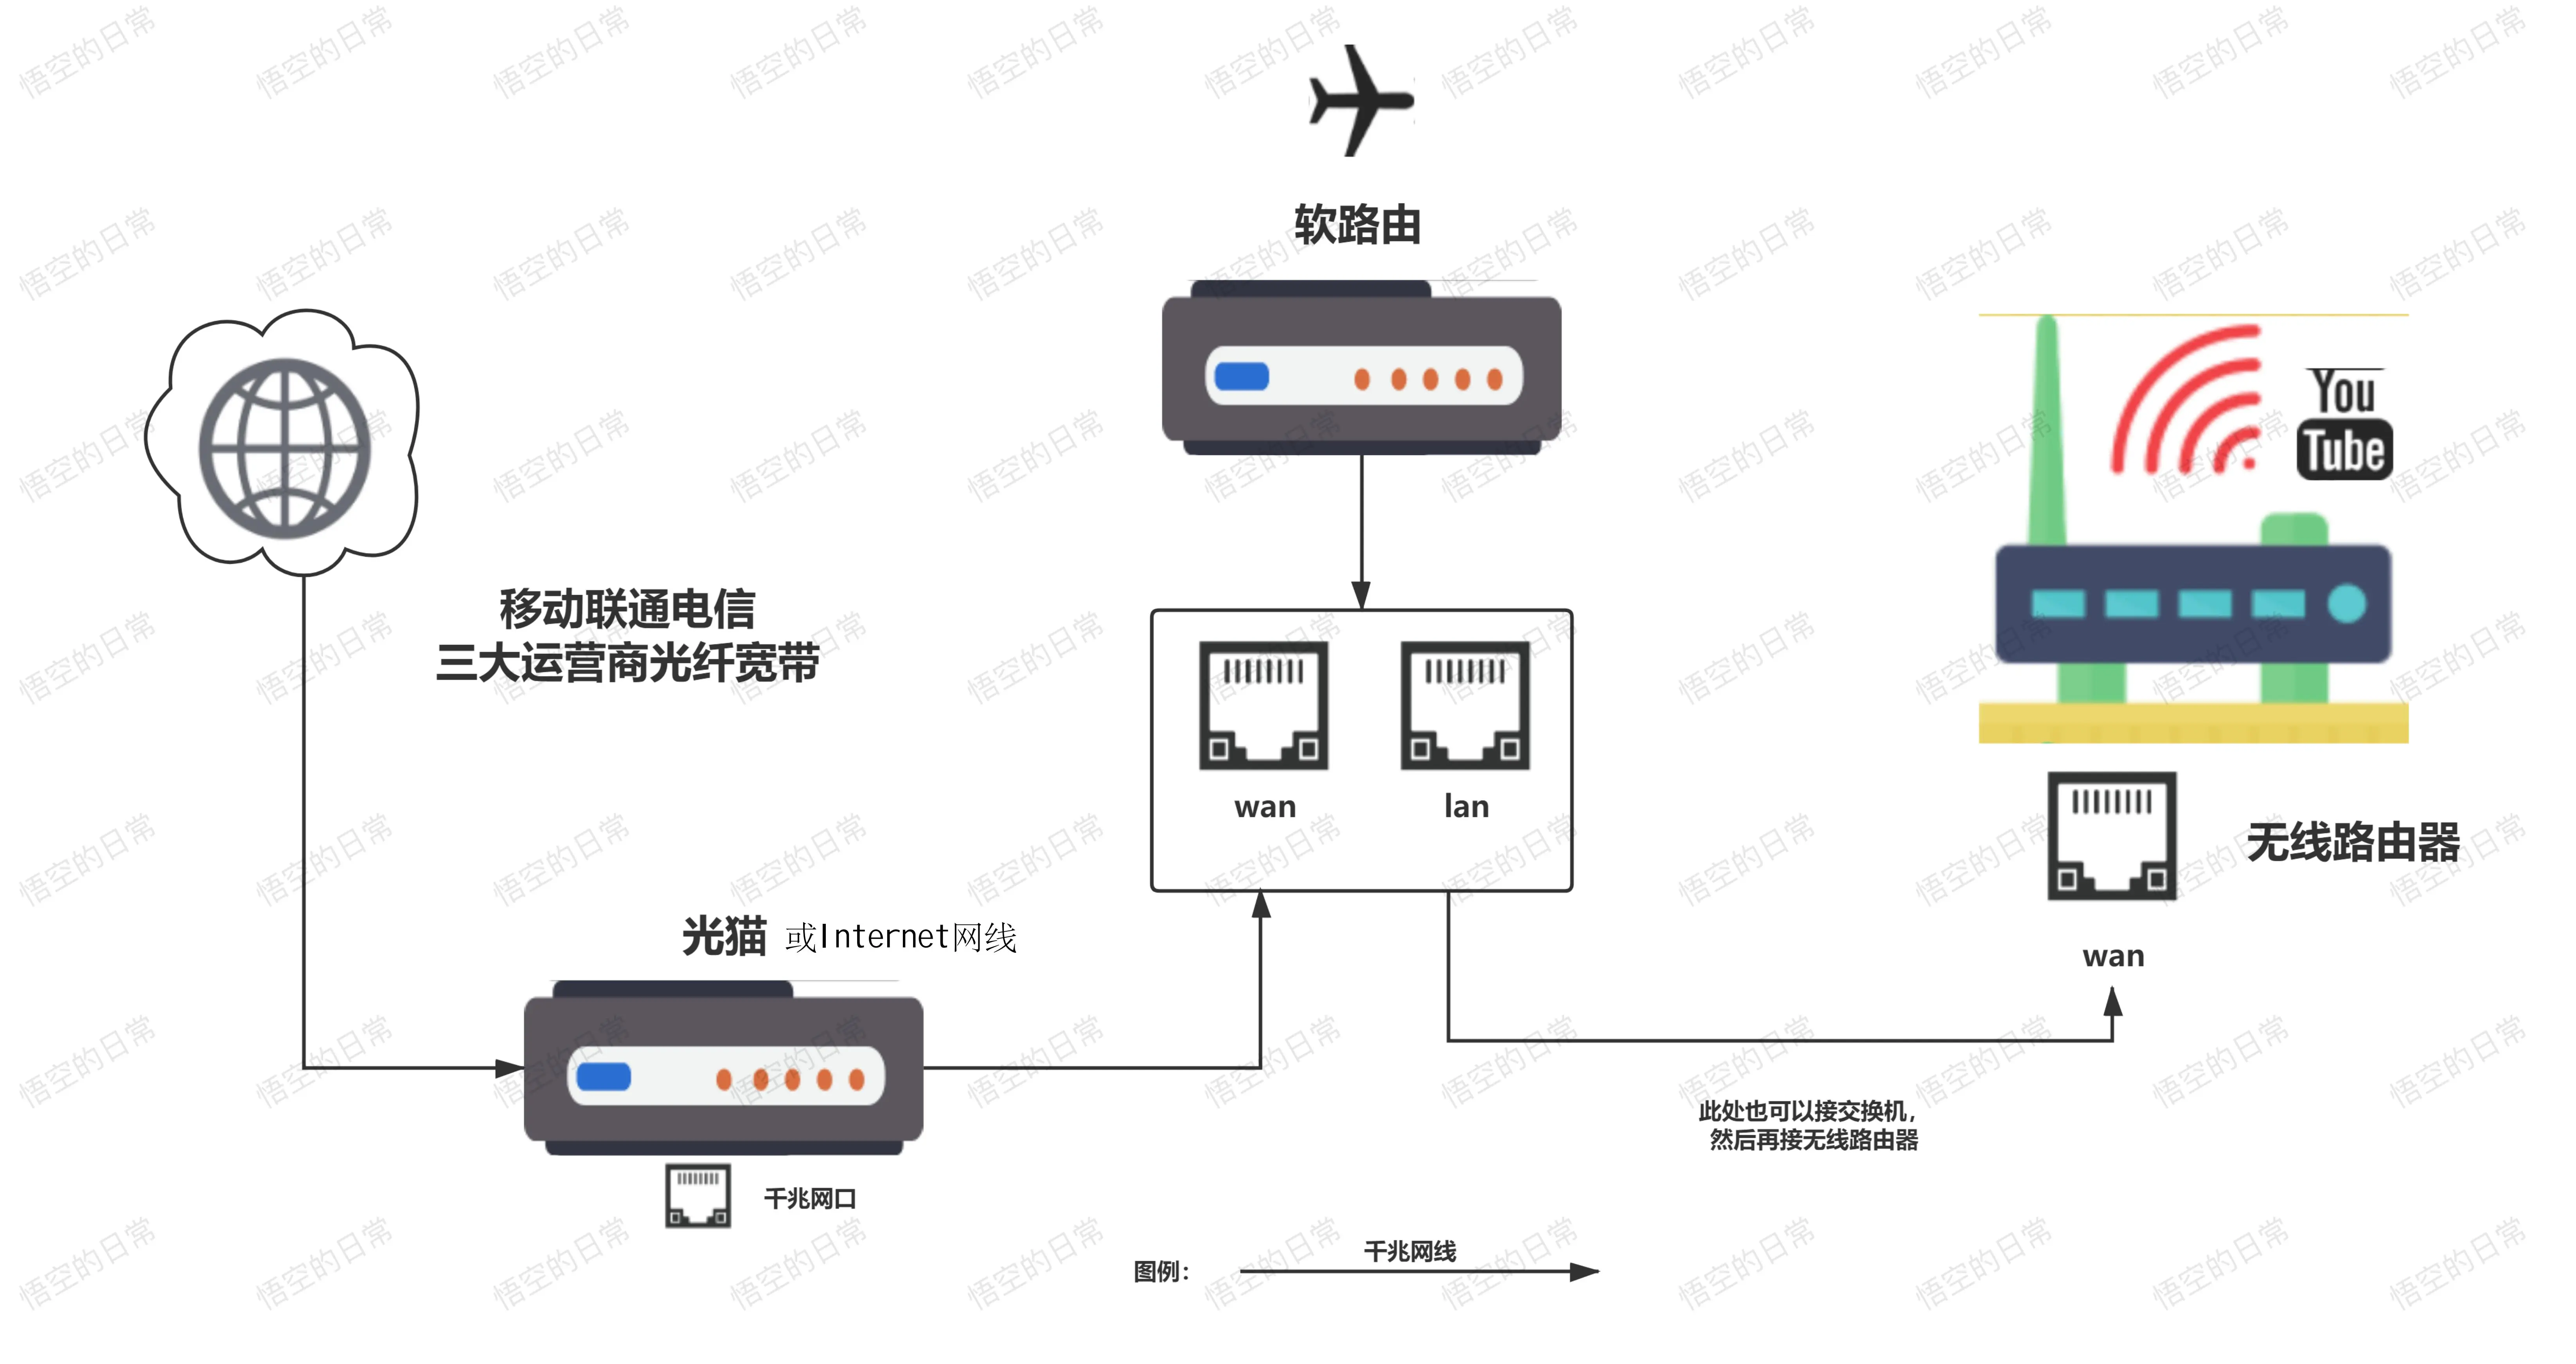 软路由
You
Tube
移动联通电信
三大运营商光纤宽带
wan
lan
无线路由器
wan
光猫 或Internet网线
千兆网口
此处也可以接交换机，
然后再接无线路由器
图例：
千兆网线
悟空的日常